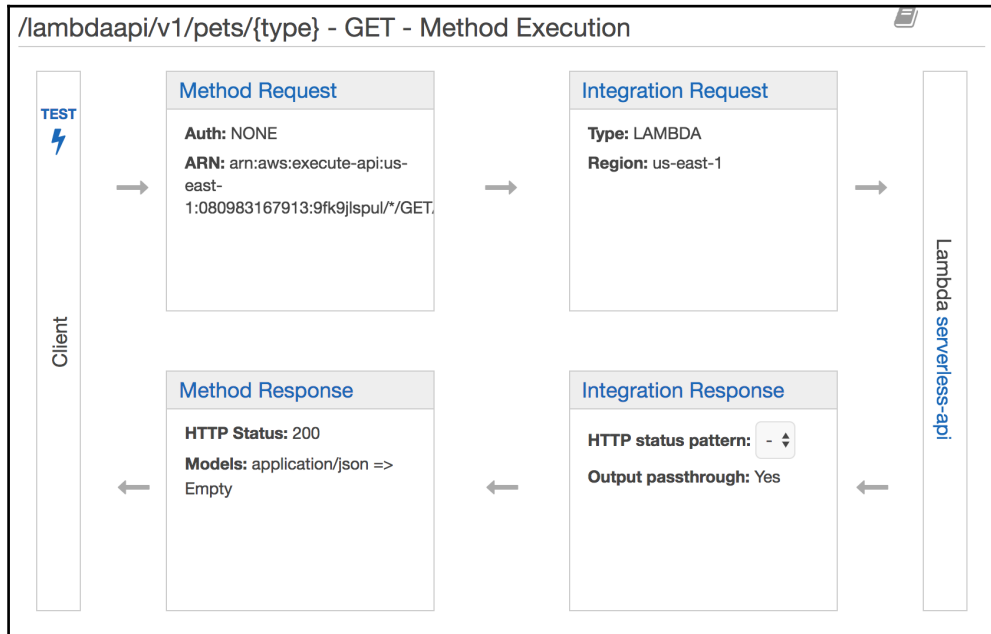 /lambdaapi/v1/pets/{type} - GET - Method Execution
TEST
Client
Method Request
Auth: NONE
ARN: arn:aws:execute-api:us-
east-
1:080983167913:9fk9jlspul/*/GET.
Integration Request
Type: LAMBDA
Region: us-east-1
Lambda serverless-api
Method Response
HTTP Status: 200
Models: application/json =>
Empty
Integration Response
HTTP status pattern: -
Output passthrough: Yes